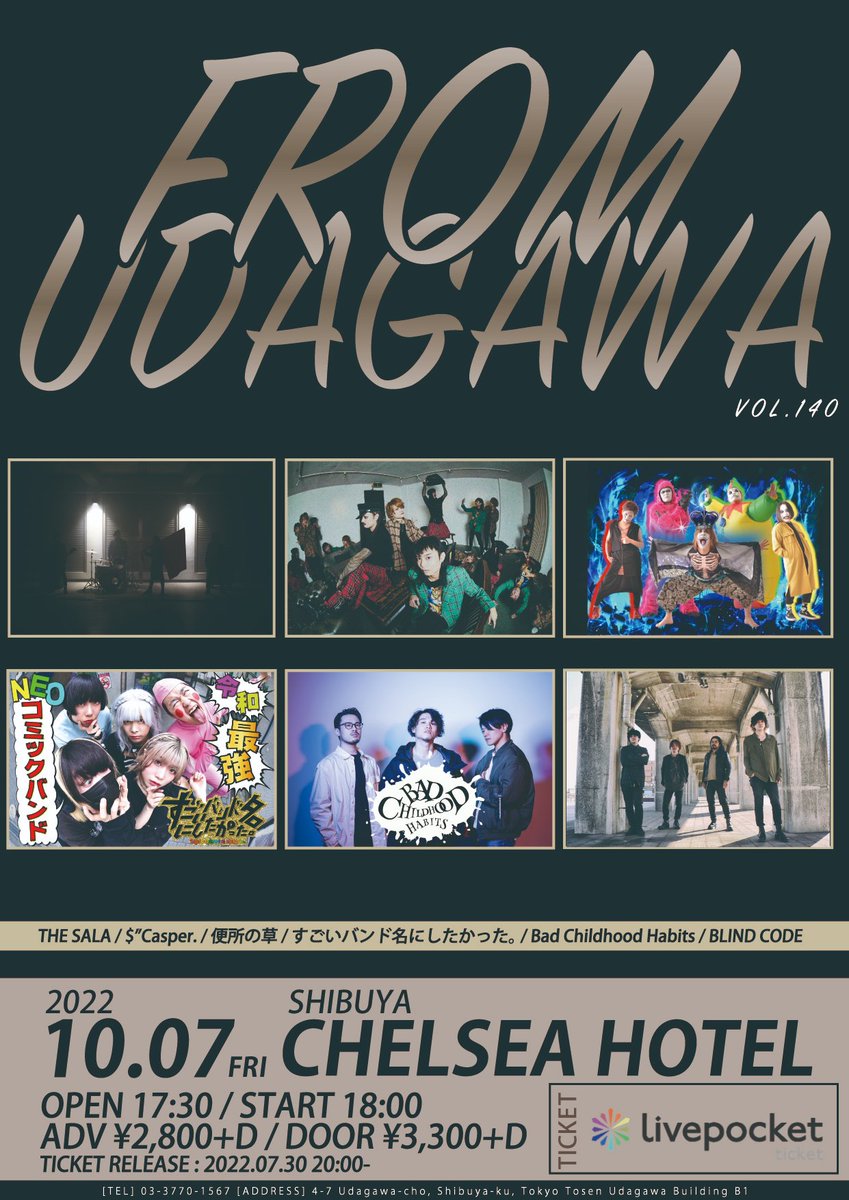 FROM
UDAGAWA
VOL.140
NEO
コミックバンド
令和
最強
すごいバンド名
にしたかった。
BAD
CHILDHOOD
HABITS
THE SALA / $”Casper. / 便所の草 / すごいバンド名にしたかった。 / Bad Childhood Habits / BLIND CODE
2022
10.07 FRI
SHIBUYA
CHELSEA HOTEL
OPEN 17:30 / START 18:00
ADV ¥2,800+D / DOOR ¥3,300+D
TICKET RELEASE : 2022.07.30 20:00-
TICKET
livepocket
ticket
[TEL] 03-3770-1567 [ADDRESS] 4-7 Udagawa-cho, Shibuya-ku, Tokyo Tosen Udagawa Building B1